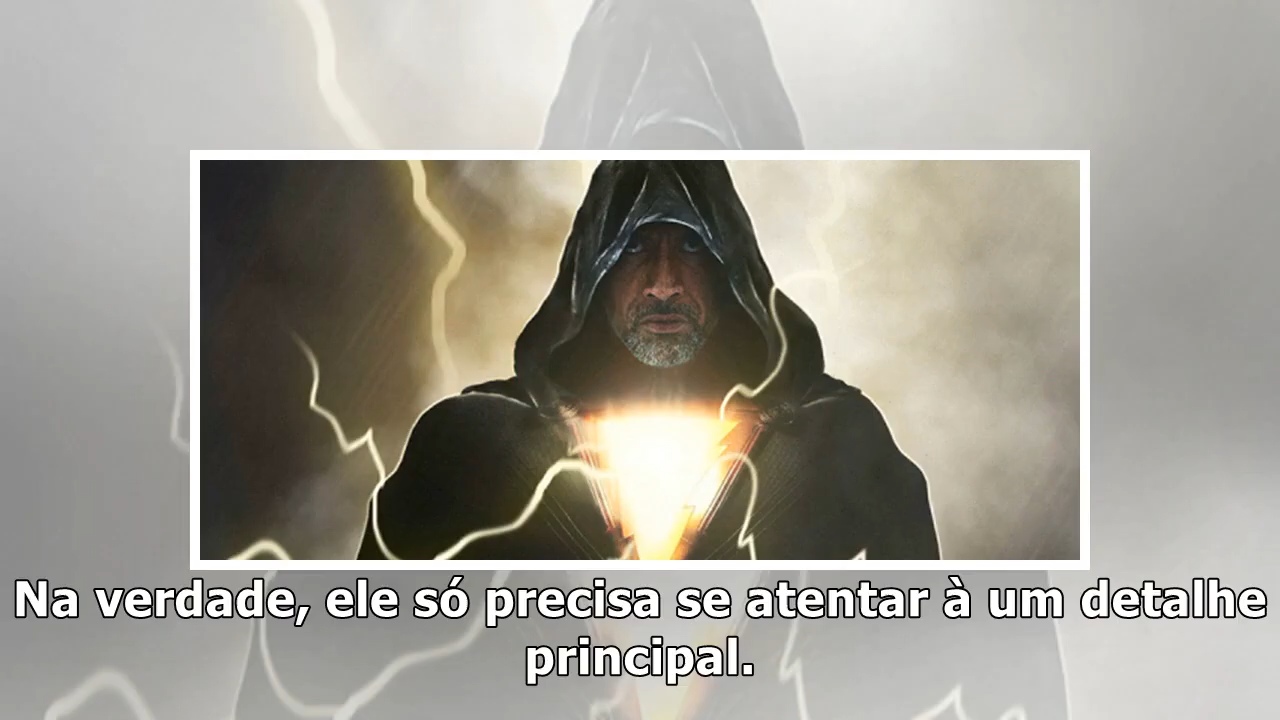 Na verdade, ele só precisa se atentar à um detalhe
principal.